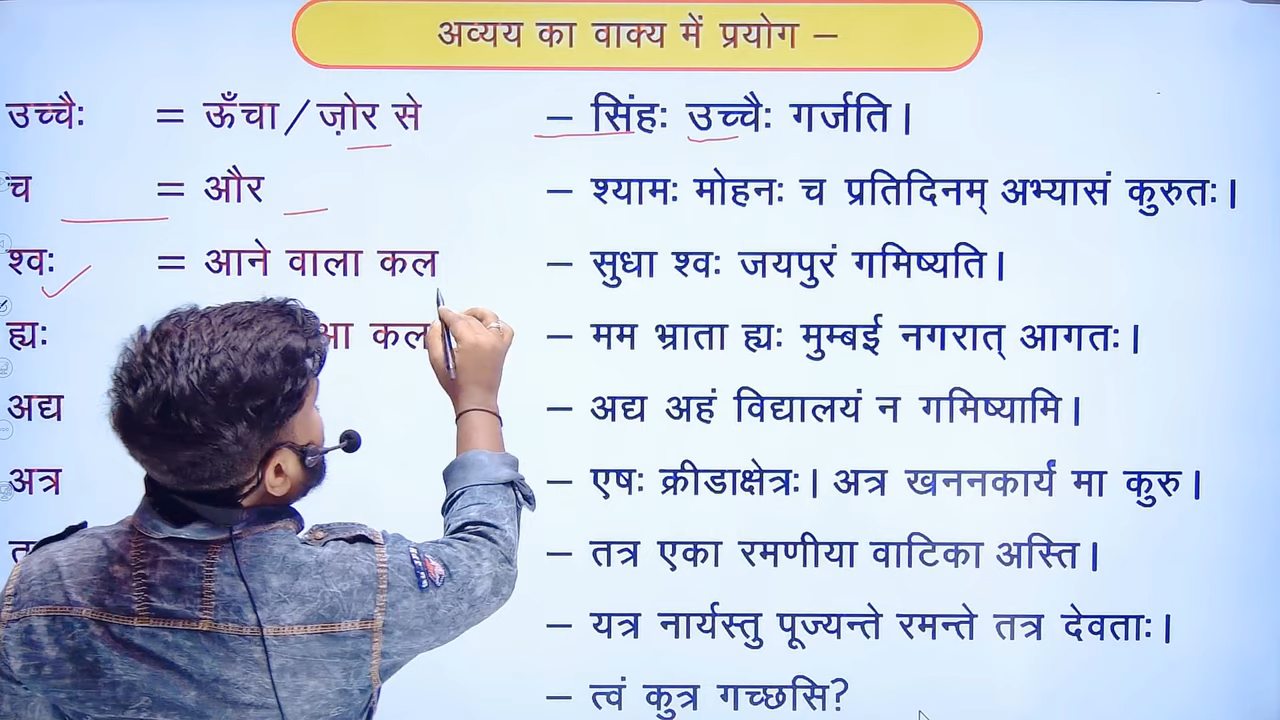 अव्यय का वाक्य में प्रयोग –
उच्चैः = ऊँचा/ज़ोर से – सिंहः उच्चैः गर्जति।
च = और – श्यामः मोहनः च प्रतिदिनम् अभ्यासं कुरुतः।
श्वः = आने वाला कल – सुधा श्वः जयपुरं गमिष्यति।
ह्यः कल – मम भ्राता ह्यः मुम्बई नगरात् आगतः।
अद्य – अद्य अहं विद्यालयं न गमिष्यामि।
अत्र – एषः क्रीडाक्षेत्रः। अत्र खननकार्यं मा कुरु।
– तत्र एका रमणीया वाटिका अस्ति।
– यत्र नार्यस्तु पूज्यन्ते रमन्ते तत्र देवताः।
– त्वं कुत्र गच्छसि?